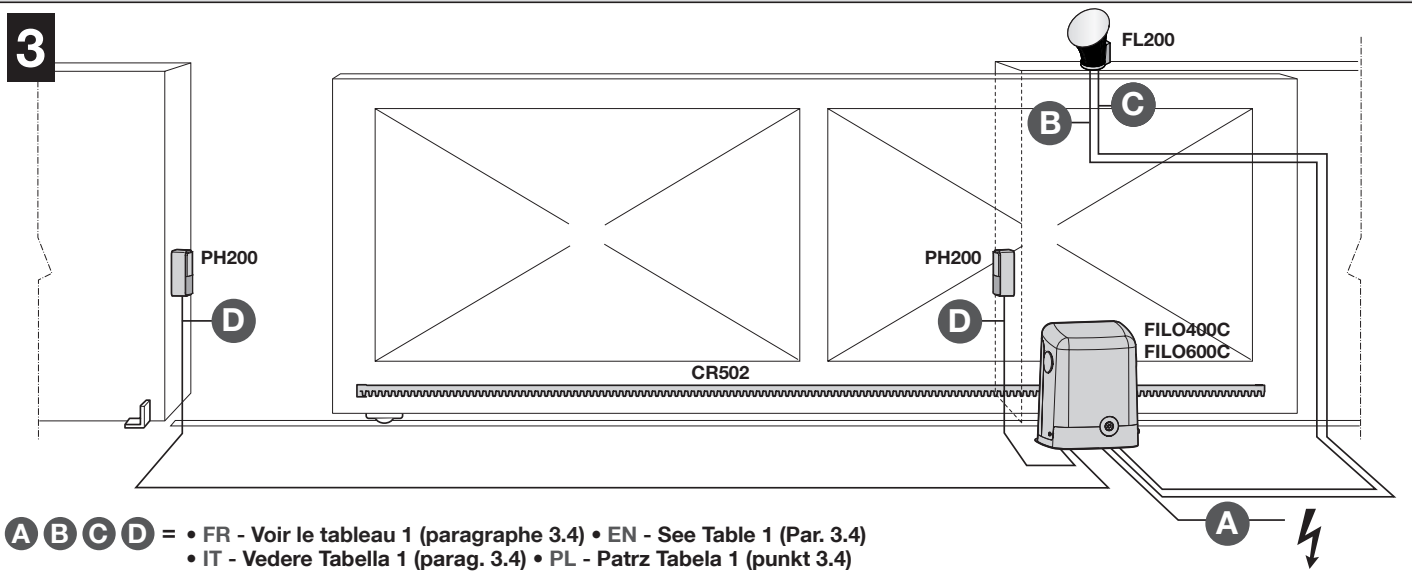 3
FL200
B
C
PH200
PH200
D
D
FILO400C
FILO600C
CR502
A
A B C D = • FR - Voir le tableau 1 (paragraphe 3.4) • EN - See Table 1 (Par. 3.4)
• IT - Vedere Tabella 1 (parag. 3.4) • PL - Patrz Tabela 1 (punkt 3.4)